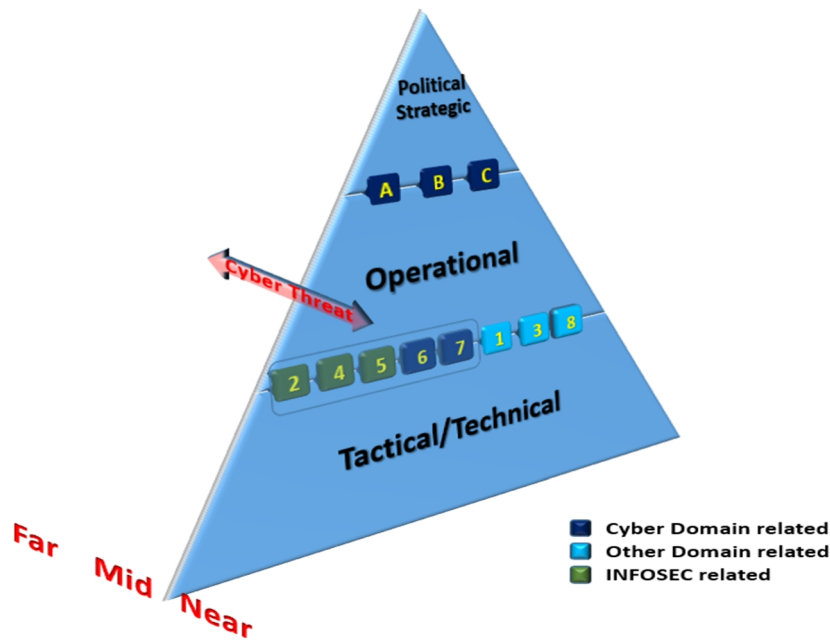 Political
Strategic
A B C
Operational
Cyber Threat
2 4 5 6 7 1 3 8
Tactical/Technical
Far Mid Near
Cyber Domain related
Other Domain related
INFOSEC related